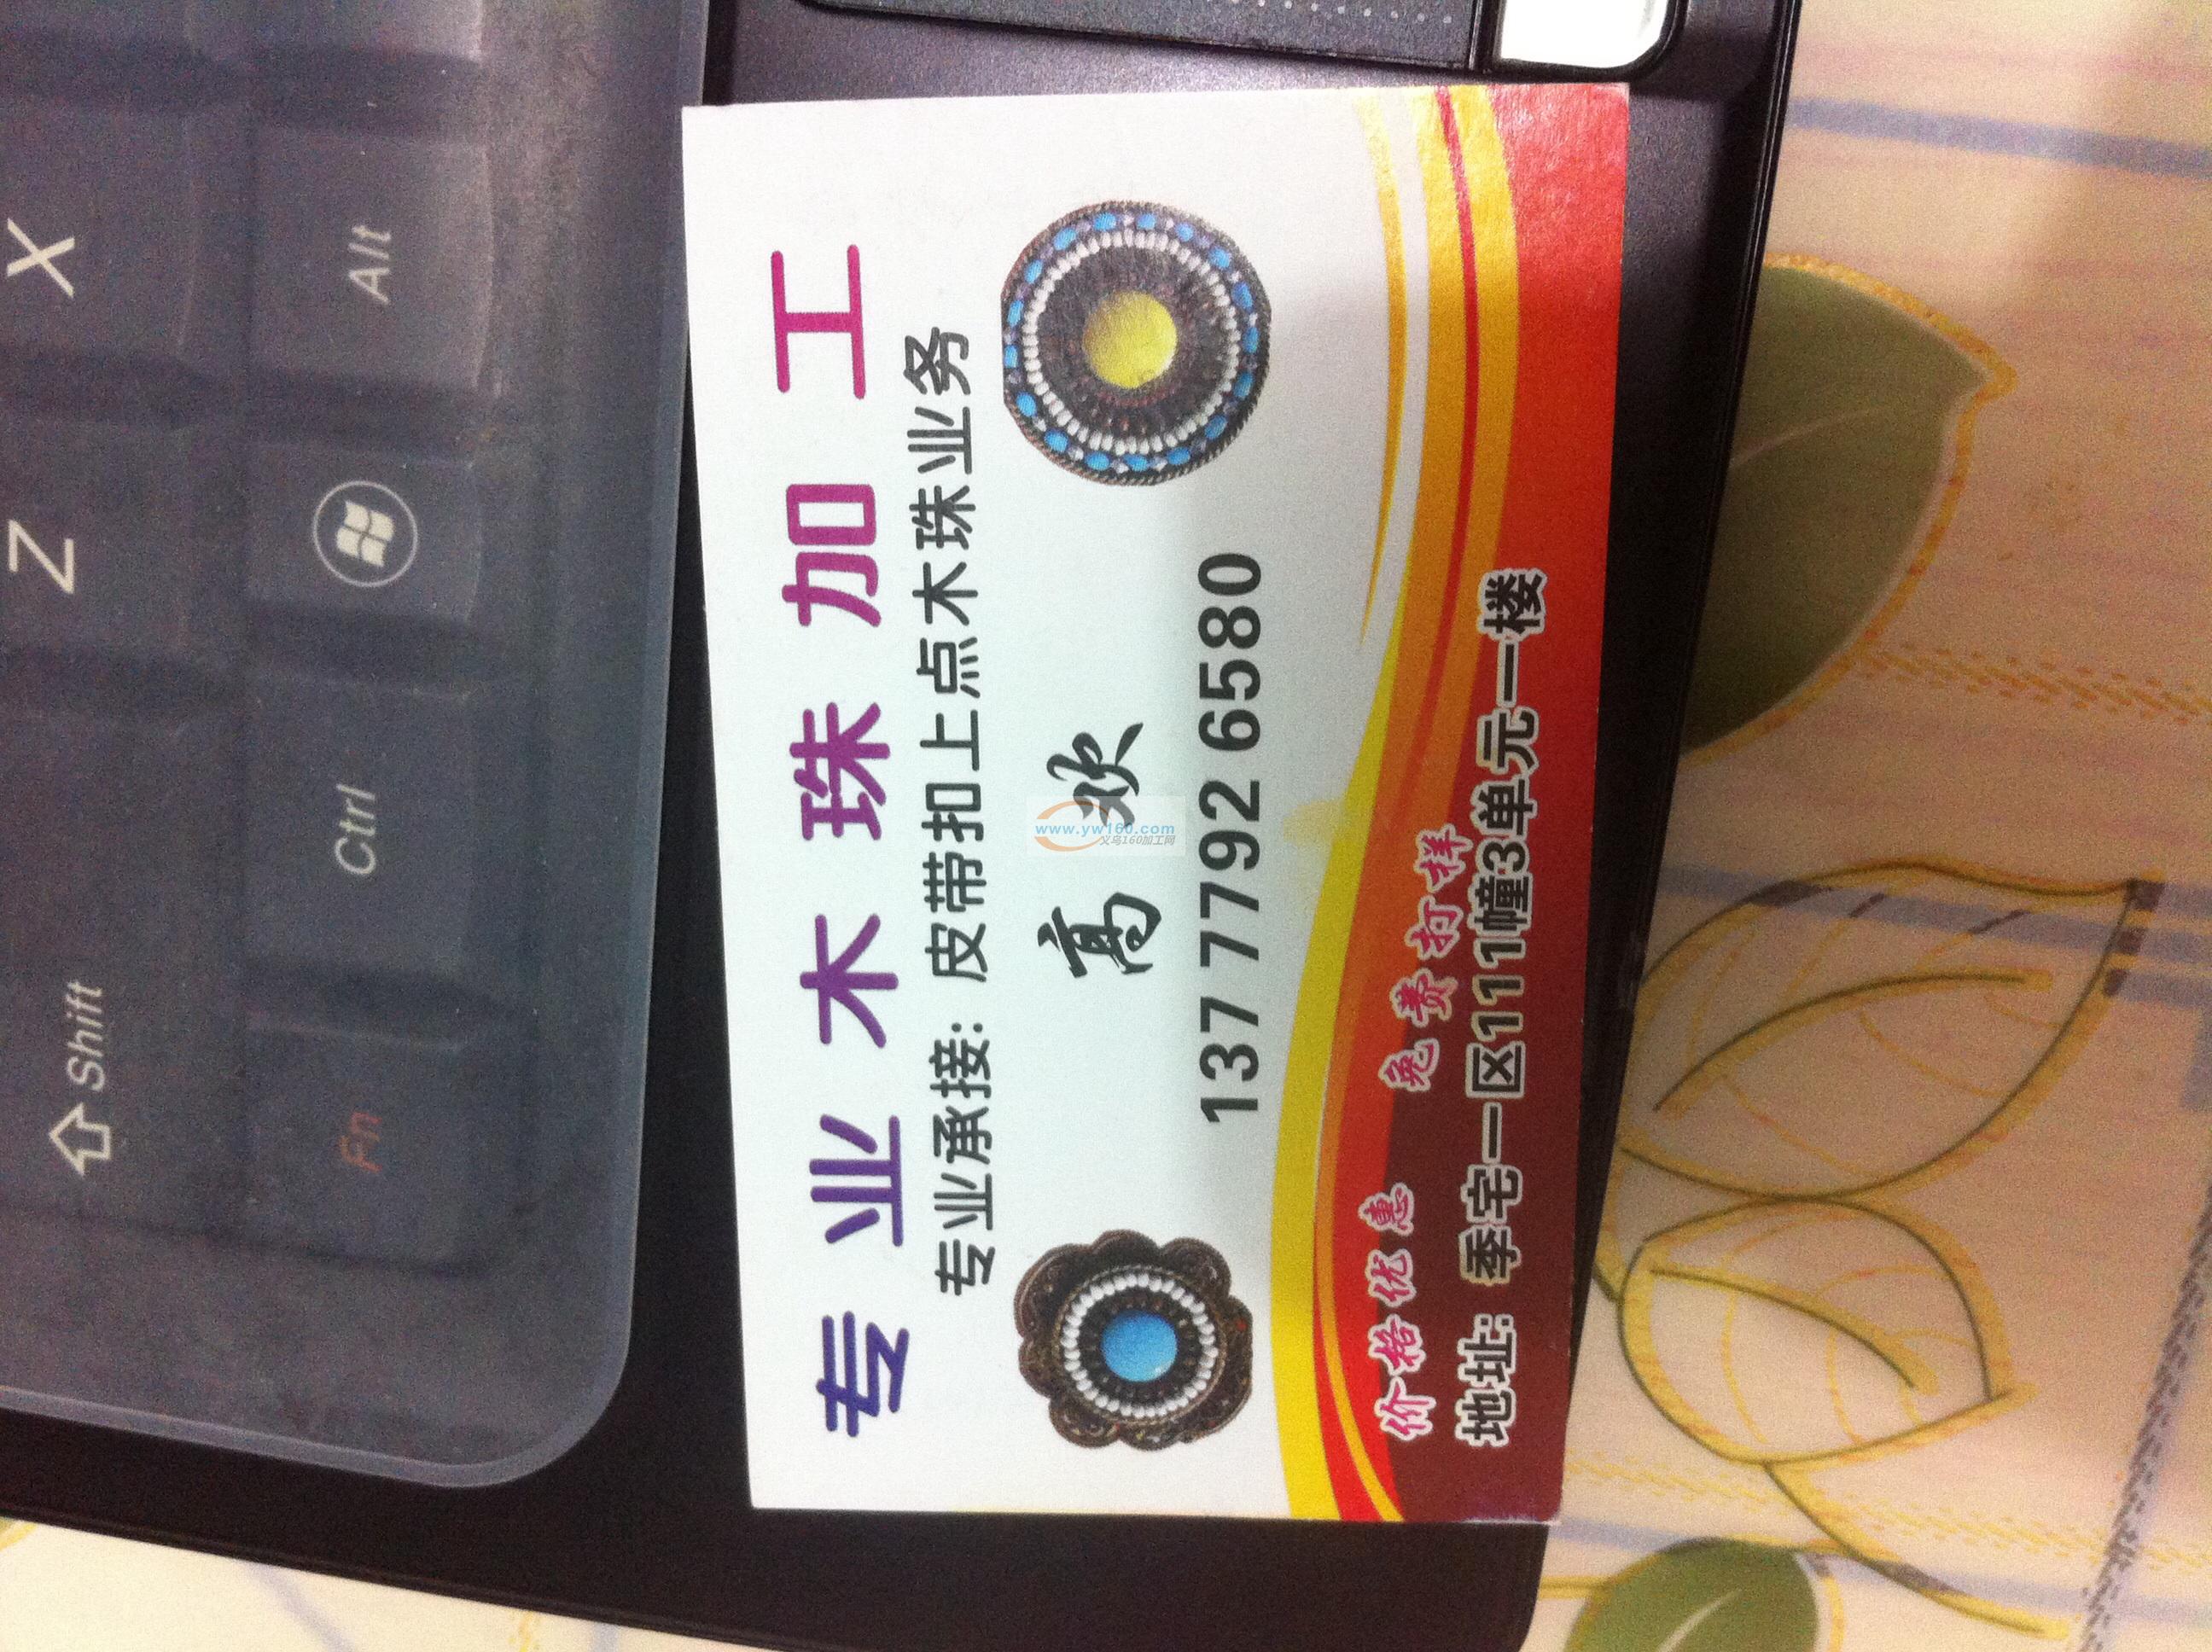 专业木珠加工
专业承接: 皮带扣上点木珠业务
高欢
www.yw160.com
义乌160加工网
137 7792 6580
价格优惠 免费打样
地址: 季宅一区111幢3单元一楼
X
Z
Shift
Alt
Ctrl
Fn